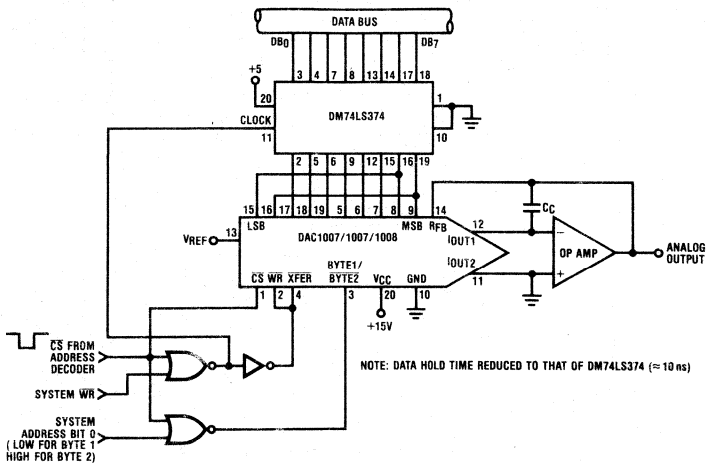 DATA BUS
DB0 DB7
+5
3 4 7 8 13 14 17 18
20 1
DM74LS374
CLOCK
11 10
2 5 6 9 12 15 16 19
15 16 17 18 19 5 6 7 8 9 14
LSB MSB RFB
12 CC
13
VREF DAC1007/1007/1008 IOUT1 −
OP AMP ANALOG
OUTPUT
IOUT2 +
11
BYTE1/
CS WR XFER BYTE2 VCC GND
1 2 4 3 20 10
+15V
CS FROM
ADDRESS
DECODER
NOTE: DATA HOLD TIME REDUCED TO THAT OF DM74LS374 (≈10 ns)
SYSTEM WR
SYSTEM
ADDRESS BIT 0
( LOW FOR BYTE 1
HIGH FOR BYTE 2)